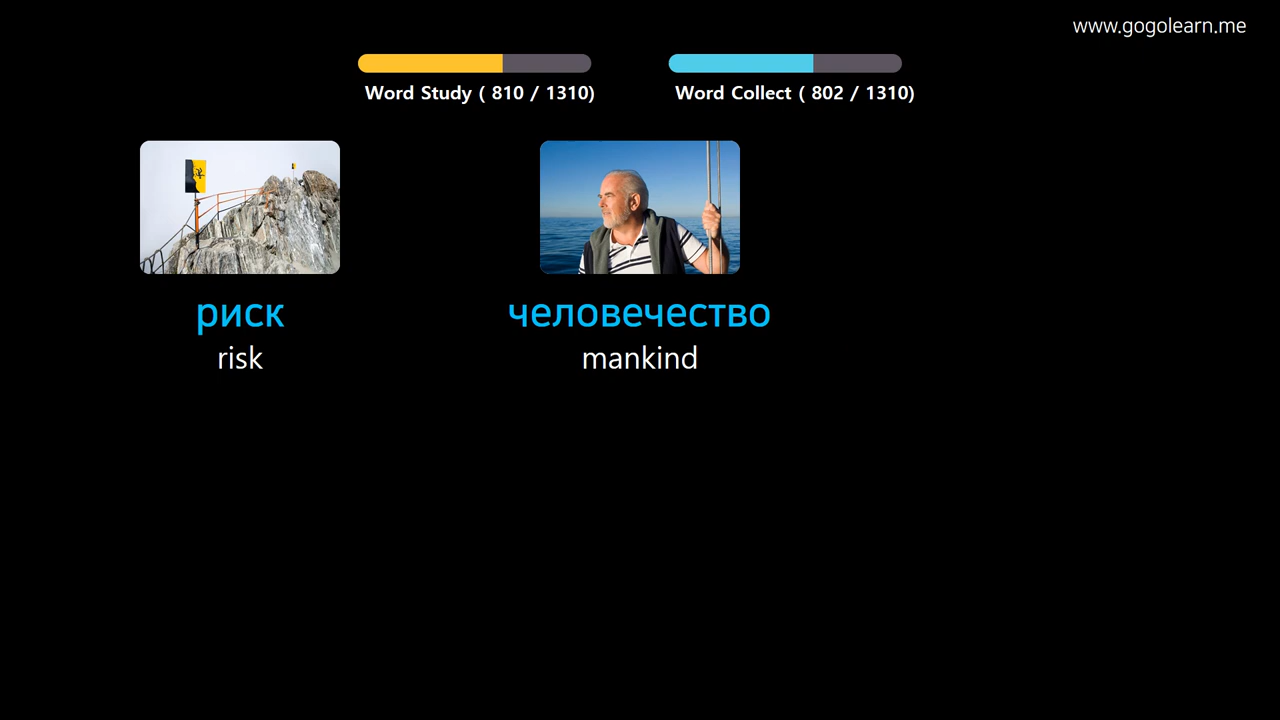 www.gogolearn.me
Word Study ( 810 / 1310)
Word Collect ( 802 / 1310)
риск
risk
человечество
mankind